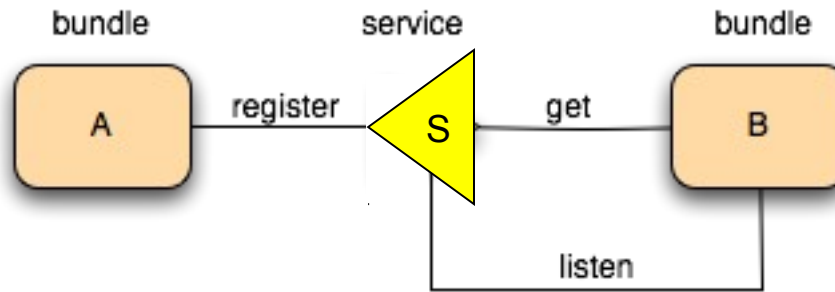 bundle service bundle
register get
A S B
listen